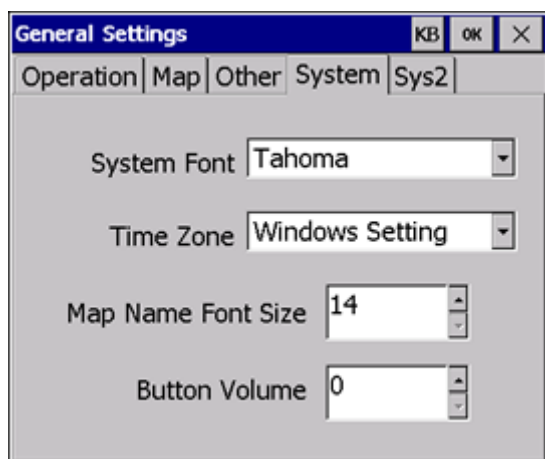 General Settings KB OK
Operation Map Other System Sys2
System Font Tahoma
Time Zone Windows Setting
Map Name Font Size 14
Button Volume 0